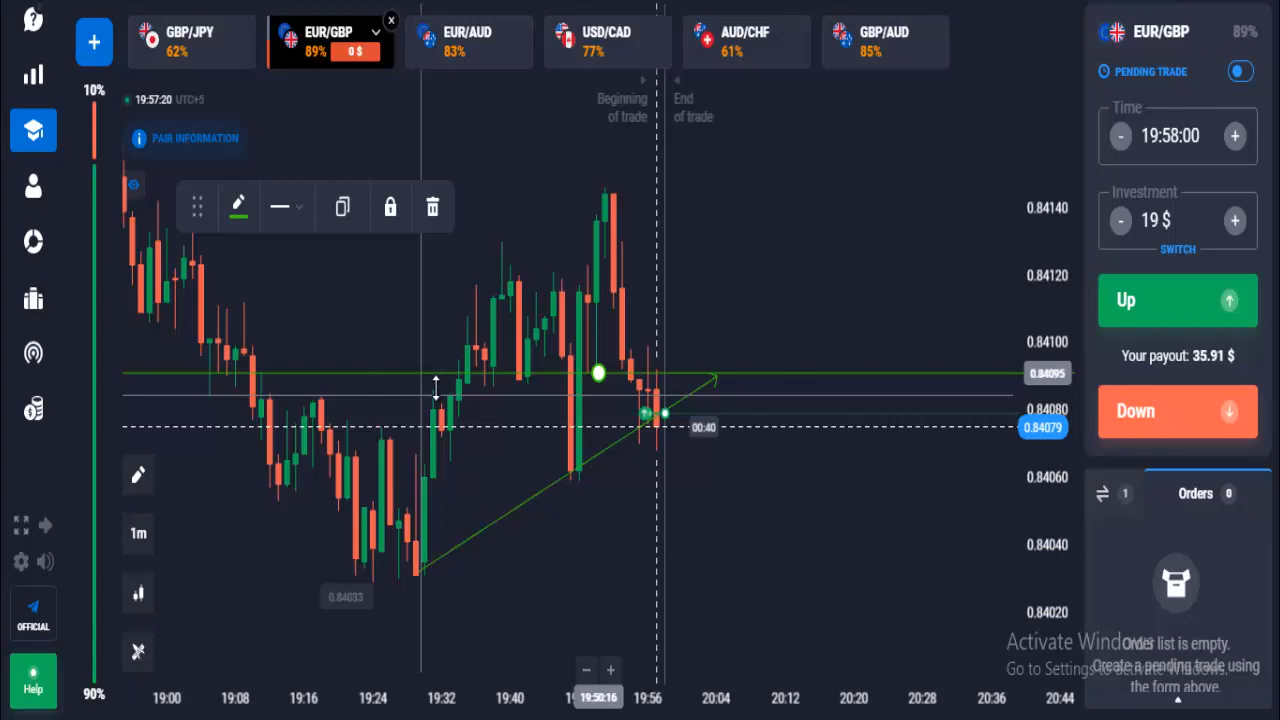 GBP/JPY
62%
EUR/GBP
89%
0 $
EUR/AUD
83%
USD/CAD
77%
AUD/CHF
61%
GBP/AUD
85%
EUR/GBP
89%
PENDING TRADE
Time
- 19:58:00 +
Investment
- 19 $ +
SWITCH
Up
Your payout: 35.91 $
Down
1
Orders 0
Order list is empty.
Create a pending trade using
the form above.
Activate Windows
Go to Settings to activate Windows.
10%
90%
19:57:20 UTC+5
PAIR INFORMATION
Beginning
of trade
End
of trade
0.84140
0.84120
0.84100
0.84095
0.84080
0.84079
0.84060
0.84040
0.84020
00:40
0.84033
1m
OFFICIAL
Help
- +
19:00
19:08
19:16
19:24
19:32
19:40
19:50:16
19:56
20:04
20:12
20:20
20:28
20:36
20:44